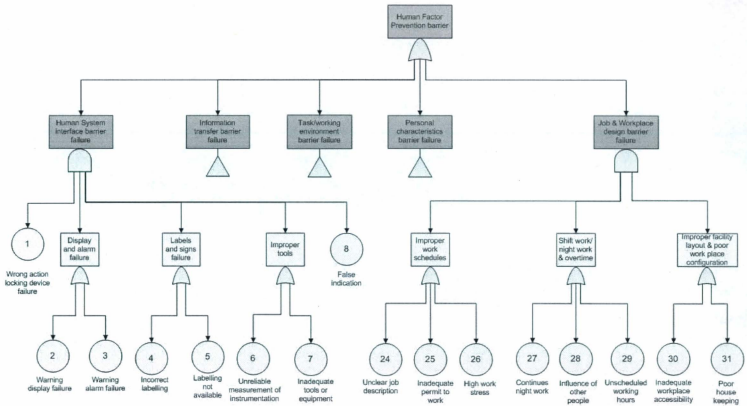 Human Factor
Prevention barrier
Human System
Interface barrier
failure
Information
transfer barrier
failure
Task/working
environment
barrier failure
Personal
characteristics
barrier failure
Job & Workplace
design barrier
failure
1
Wrong action
locking device
failure
Display
and alarm
failure
Labels
and signs
failure
Improper
tools
8
False
indication
Improper
work
schedules
Shift work/
night work
& overtime
Improper facility
layout & poor
work place
configuration
2
Warning
display failure
3
Warning
alarm failure
4
Incorrect
labelling
5
Labelling
not
available
6
Unreliable
measurement of
instrumentation
7
Inadequate
tools or
equipment
24
Unclear job
description
25
Inadequate
permit to
work
26
High work
stress
27
Continues
night work
28
Influence of
other
people
29
Unscheduled
working
hours
30
Inadequate
workplace
accessibility
31
Poor
house
keeping